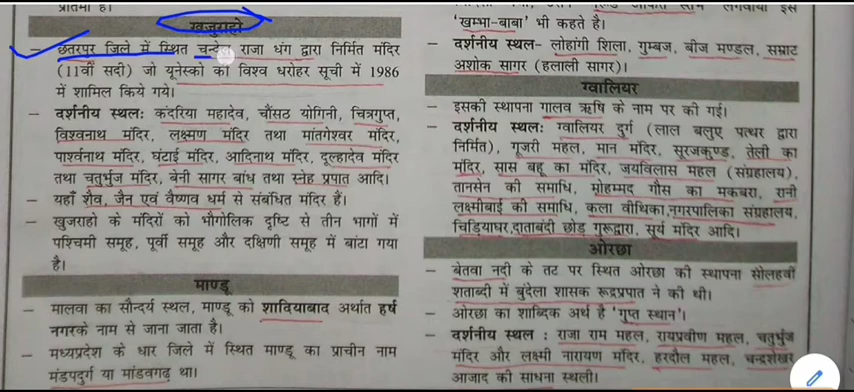 प्रतिमा है।
खजुराहो
– छतरपुर जिले में स्थित चन्देल राजा धंग द्वारा निर्मित मंदिर
(11वीं सदी) जो यूनेस्को की विश्व धरोहर सूची में 1986
में शामिल किये गये।
– दर्शनीय स्थल: कंदरिया महादेव, चौंसठ योगिनी, चित्रगुप्त,
विश्वनाथ मंदिर, लक्ष्मण मंदिर तथा मांतगेश्वर मंदिर,
पार्श्वनाथ मंदिर, घंटाई मंदिर, आदिनाथ मंदिर, दूल्हादेव मंदिर
तथा चतुर्भुज मंदिर, बेनी सागर बांध तथा स्नेह प्रपात आदि।
– यहाँ शैव, जैन एवं वैष्णव धर्म से संबंधित मंदिर हैं।
– खुजराहो के मंदिरों को भौगोलिक दृष्टि से तीन भागों में
पश्चिमी समूह, पूर्वी समूह और दक्षिणी समूह में बांटा गया
है।
माण्डू
– मालवा का सौन्दर्य स्थल, माण्डू को शादियाबाद अर्थात हर्ष
नगरके नाम से जाना जाता है।
– मध्यप्रदेश के धार जिले में स्थित माण्डू का प्राचीन नाम
मंडपदुर्ग या मांडवगढ़ था।
'खम्भा-बाबा' भी कहते है।
– दर्शनीय स्थल- लोहांगी शिला, गुम्बज, बीज मण्डल, सम्राट
अशोक सागर (हलाली सागर)।
ग्वालियर
– इसकी स्थापना गालव ऋषि के नाम पर की गई।
– दर्शनीय स्थल: ग्वालियर दुर्ग (लाल बलुए पत्थर द्वारा
निर्मित), गूजरी महल, मान मंदिर, सूरजकुण्ड, तेली का
मंदिर, सास बहू का मंदिर, जयविलास महल (संग्रहालय),
तानसेन की समाधि, मोहम्मद गौस का मकबरा, रानी
लक्ष्मीबाई की समाधि, कला वीथिका,नगरपालिका संग्रहालय,
चिड़ियाघर,दाताबंदी छोड़ गुरूद्वारा, सूर्य मंदिर आदि।
ओरछा
– बेतवा नदी के तट पर स्थित ओरछा की स्थापना सोलहवीं
शताब्दी में बुंदेला शासक रूद्रप्रपात ने की थी।
– ओरछा का शाब्दिक अर्थ है 'गुप्त स्थान'।
– दर्शनीय स्थल : राजा राम महल, रायप्रवीण महल, चतुर्भुज
मंदिर और लक्ष्मी नारायण मंदिर, हरदौल महल, चन्द्रशेखर
आजाद की साधना स्थली।